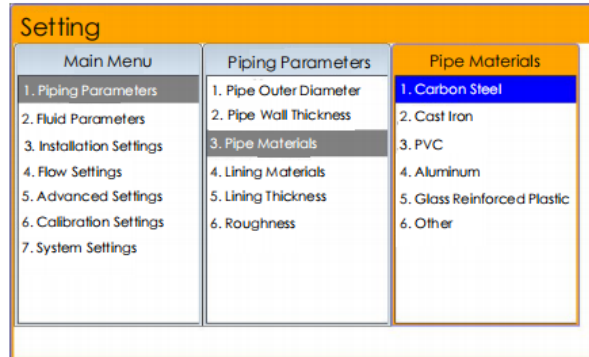 Setting
Main Menu
1. Piping Parameters
2. Fluid Parameters
3. Installation Settings
4. Flow Settings
5. Advanced Settings
6. Calibration Settings
7. System Settings
Piping Parameters
1. Pipe Outer Diameter
2. Pipe Wall Thickness
3. Pipe Materials
4. Lining Materials
5. Lining Thickness
6. Roughness
Pipe Materials
1. Carbon Steel
2. Cast Iron
3. PVC
4. Aluminum
5. Glass Reinforced Plastic
6. Other